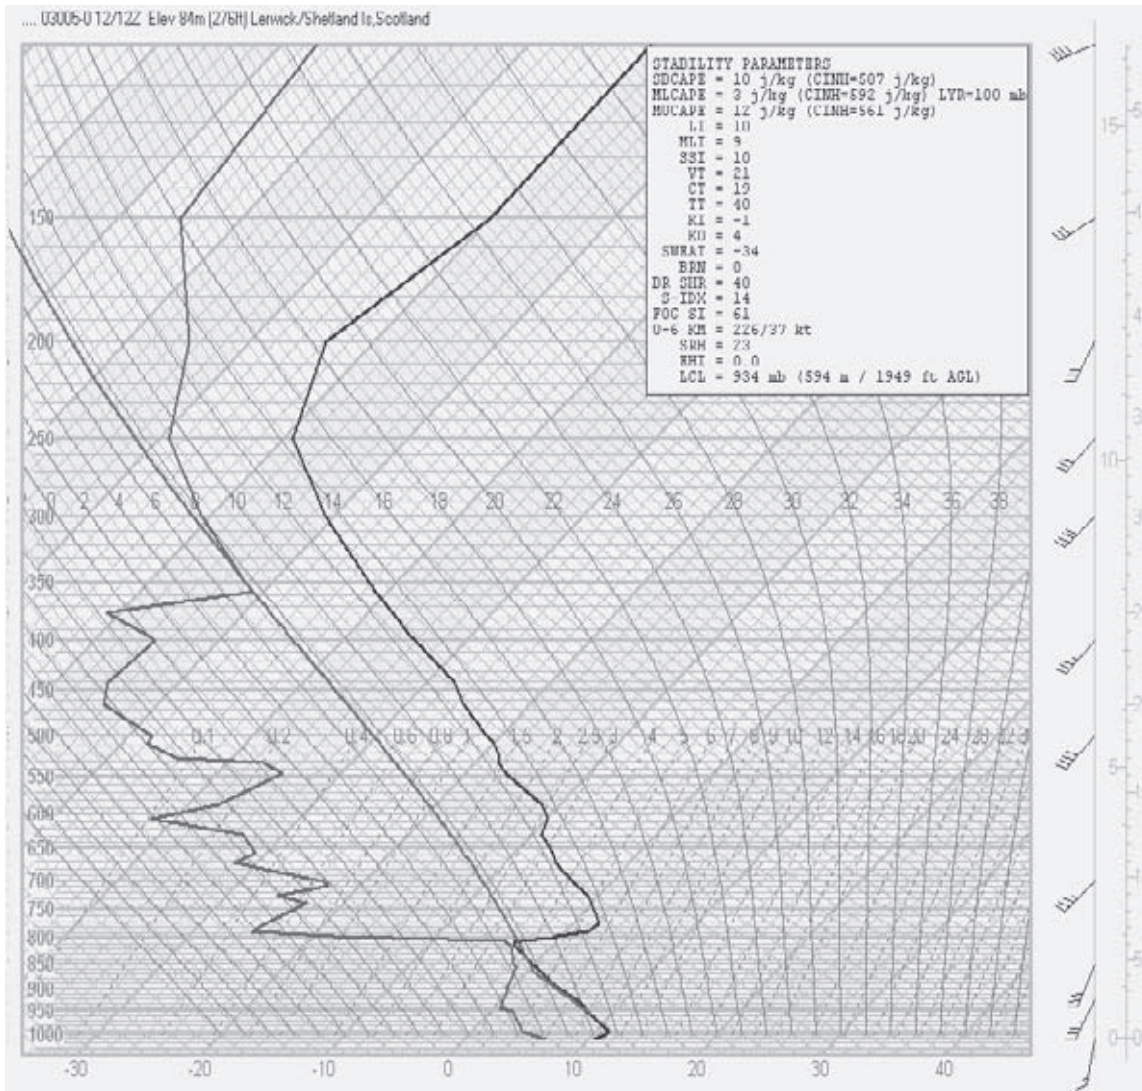 .... 03005-0 12/12Z Elev 84m (276ft) Lerwick/Shetland Is,Scotland
STABILITY PARAMETERS
SBCAPE = 10 j/kg (CINH=507 j/kg)
MLCAPE = 3 j/kg (CINH=592 j/kg) LYR=100 mb
MUCAPE = 12 j/kg (CINH=561 j/kg)
LI = 10
MLI = 9
SSI = 10
VT = 21
CT = 19
TT = 40
KI = -1
KO = 4
SWEAT = -34
BRN = 0
DR SHR = 40
S-IDX = 14
FOG SI = 61
0-6 KM = 226/37 kt
SRH = 23
EHI = 0.0
LCL = 934 mb (594 m / 1949 ft AGL)
15
150
200
250
10
0 2 4 6 8 10 12 14 16 18 20 22 24 26 28 30 32 34 36 38
300
350
400
450
500 0.1 0.2 0.4 0.6 0.8 1 1.5 2 2.5 3 4 5 6 7 8 9 10 12 14 16 18 20 24 28 32
5
550
600
650
700
750
800
850
900
950
1000
0
-30 -20 -10 0 10 20 30 40